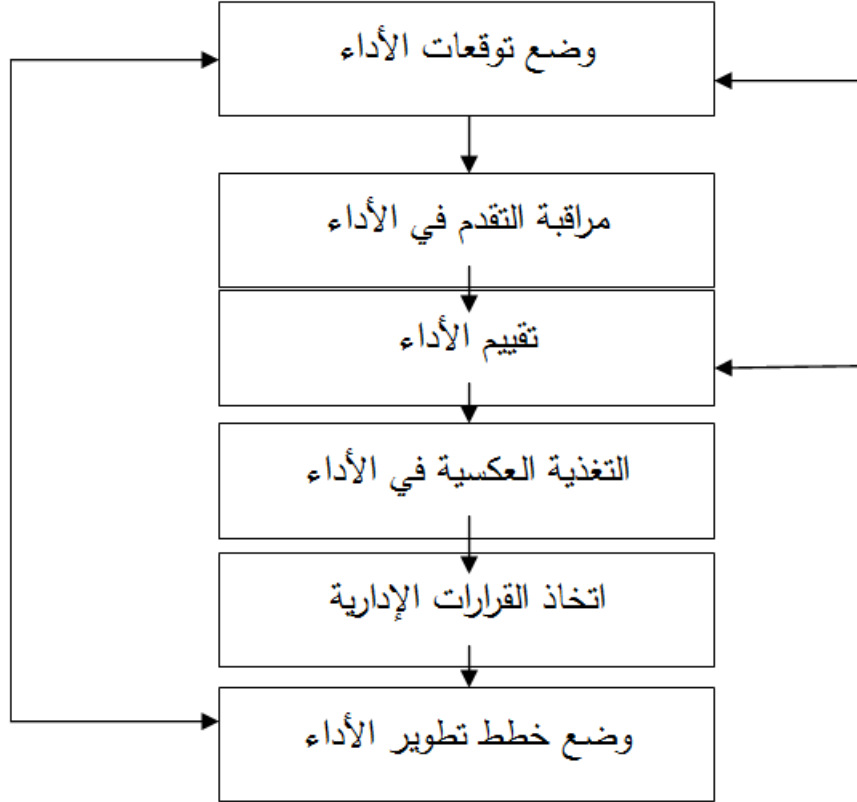 وضع توقعات الأداء
مراقبة التقدم في الأداء
تقييم الأداء
التغذية العكسية في الأداء
اتخاذ القرارات الإدارية
وضع خطط تطوير الأداء